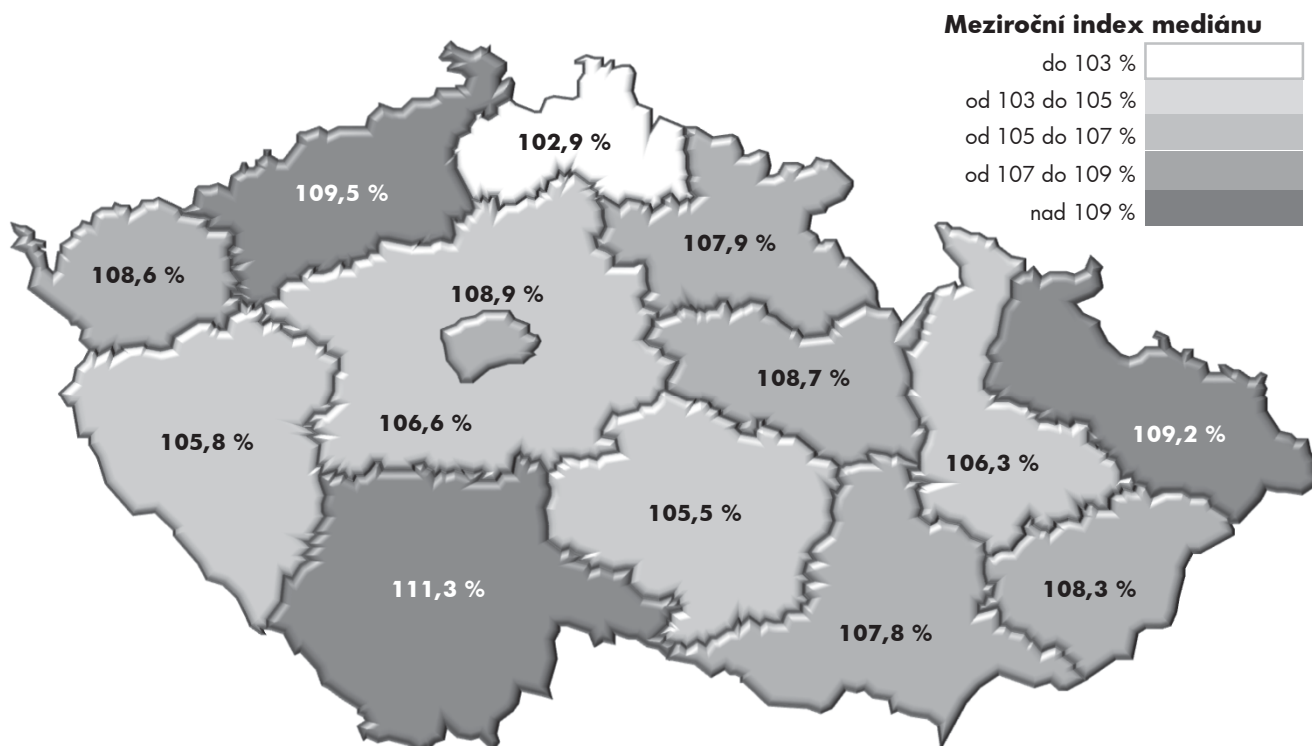 Meziroční index mediánu
do 103 %
od 103 do 105 %
od 105 do 107 %
od 107 do 109 %
nad 109 %
102,9 %
109,5 %
107,9 %
108,6 %
108,9 %
108,7 %
106,6 %
105,8 %
109,2 %
106,3 %
105,5 %
111,3 %
108,3 %
107,8 %